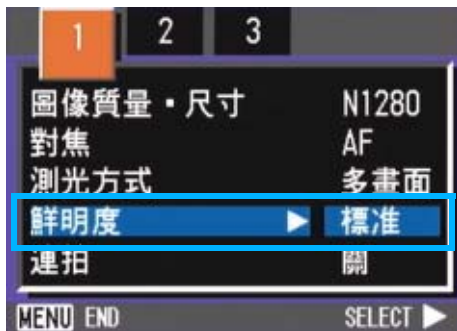 1 2 3
圖像質量▪尺寸 N1280
對焦 AF
測光方式 多畫面
鮮明度 ▶ 標准
連拍 關
MENU END SELECT ▶